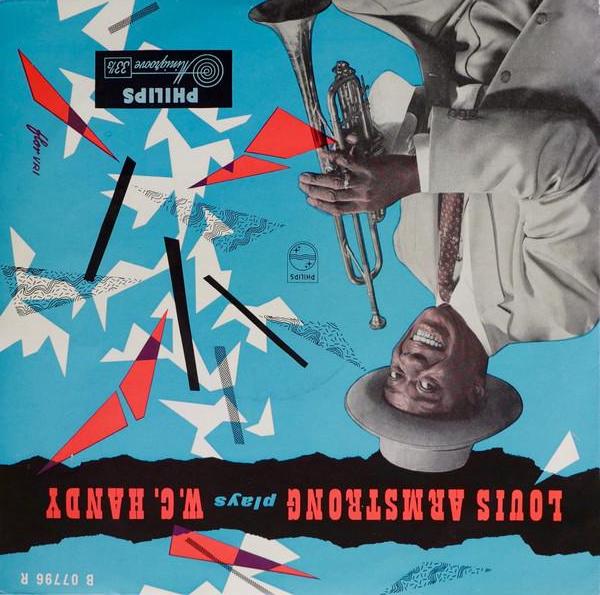 B 07796 R
LOUIS ARMSTRONG plays W.C. HANDY
PHILIPS
PHILIPS
Minigroove 33⅓